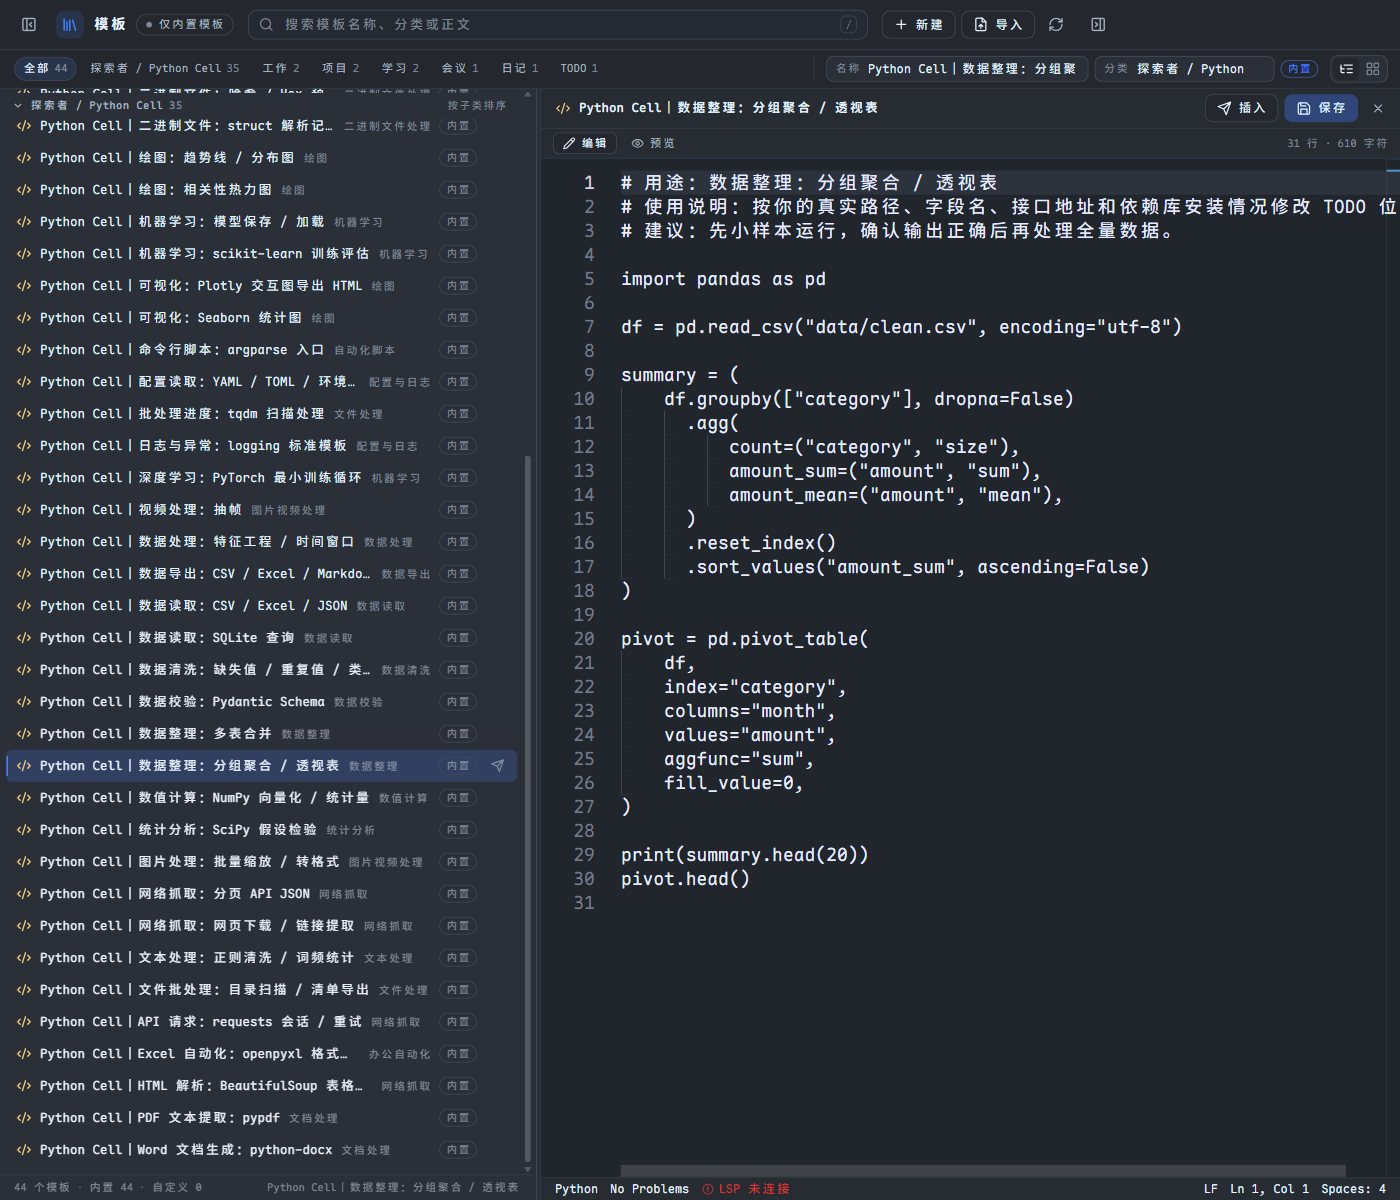 模板
仅内置模板
搜索模板名称、分类或正文
/
新建
导入
全部 44
探索者 / Python Cell 35
工作 2
项目 2
学习 2
会议 1
日记 1
TODO 1
名称 Python Cell | 数据整理: 分组聚
分类 探索者 / Python
内置
探索者 / Python Cell 35
按子类排序
Python Cell | 二进制文件: struct 解析记… 二进制文件处理 内置
Python Cell | 绘图: 趋势线 / 分布图 绘图 内置
Python Cell | 绘图: 相关性热力图 绘图 内置
Python Cell | 机器学习: 模型保存 / 加载 机器学习 内置
Python Cell | 机器学习: scikit-learn 训练评估 机器学习 内置
Python Cell | 可视化: Plotly 交互图导出 HTML 绘图 内置
Python Cell | 可视化: Seaborn 统计图 绘图 内置
Python Cell | 命令行脚本: argparse 入口 自动化脚本 内置
Python Cell | 配置读取: YAML / TOML / 环境… 配置与日志 内置
Python Cell | 批处理进度: tqdm 扫描处理 文件处理 内置
Python Cell | 日志与异常: logging 标准模板 配置与日志 内置
Python Cell | 深度学习: PyTorch 最小训练循环 机器学习 内置
Python Cell | 视频处理: 抽帧 图片视频处理 内置
Python Cell | 数据处理: 特征工程 / 时间窗口 数据处理 内置
Python Cell | 数据导出: CSV / Excel / Markdo… 数据导出 内置
Python Cell | 数据读取: CSV / Excel / JSON 数据读取 内置
Python Cell | 数据读取: SQLite 查询 数据读取 内置
Python Cell | 数据清洗: 缺失值 / 重复值 / 类… 数据清洗 内置
Python Cell | 数据校验: Pydantic Schema 数据校验 内置
Python Cell | 数据整理: 多表合并 数据整理 内置
Python Cell | 数据整理: 分组聚合 / 透视表 数据整理 内置
Python Cell | 数值计算: NumPy 向量化 / 统计量 数值计算 内置
Python Cell | 统计分析: SciPy 假设检验 统计分析 内置
Python Cell | 图片处理: 批量缩放 / 转格式 图片视频处理 内置
Python Cell | 网络抓取: 分页 API JSON 网络抓取 内置
Python Cell | 网络抓取: 网页下载 / 链接提取 网络抓取 内置
Python Cell | 文本处理: 正则清洗 / 词频统计 文本处理 内置
Python Cell | 文件批处理: 目录扫描 / 清单导出 文件处理 内置
Python Cell | API 请求: requests 会话 / 重试 网络抓取 内置
Python Cell | Excel 自动化: openpyxl 格式… 办公自动化 内置
Python Cell | HTML 解析: BeautifulSoup 表格… 网络抓取 内置
Python Cell | PDF 文本提取: pypdf 文档处理 内置
Python Cell | Word 文档生成: python-docx 文档处理 内置
44 个模板 · 内置 44 · 自定义 0
Python Cell | 数据整理: 分组聚合 / 透视表
Python Cell | 数据整理: 分组聚合 / 透视表
插入
保存
编辑
预览
31 行 · 610 字符
1 # 用途: 数据整理: 分组聚合 / 透视表
2 # 使用说明: 按你的真实路径、字段名、接口地址和依赖库安装情况修改 TODO 位
3 # 建议: 先小样本运行, 确认输出正确后再处理全量数据。
4
5 import pandas as pd
6
7 df = pd.read_csv("data/clean.csv", encoding="utf-8")
8
9 summary = (
10     df.groupby(["category"], dropna=False)
11       .agg(
12           count=("category", "size"),
13           amount_sum=("amount", "sum"),
14           amount_mean=("amount", "mean"),
15       )
16       .reset_index()
17       .sort_values("amount_sum", ascending=False)
18 )
19
20 pivot = pd.pivot_table(
21     df,
22     index="category",
23     columns="month",
24     values="amount",
25     aggfunc="sum",
26     fill_value=0,
27 )
28
29 print(summary.head(20))
30 pivot.head()
31
Python
No Problems
LSP 未连接
LF
Ln 1, Col 1
Spaces: 4